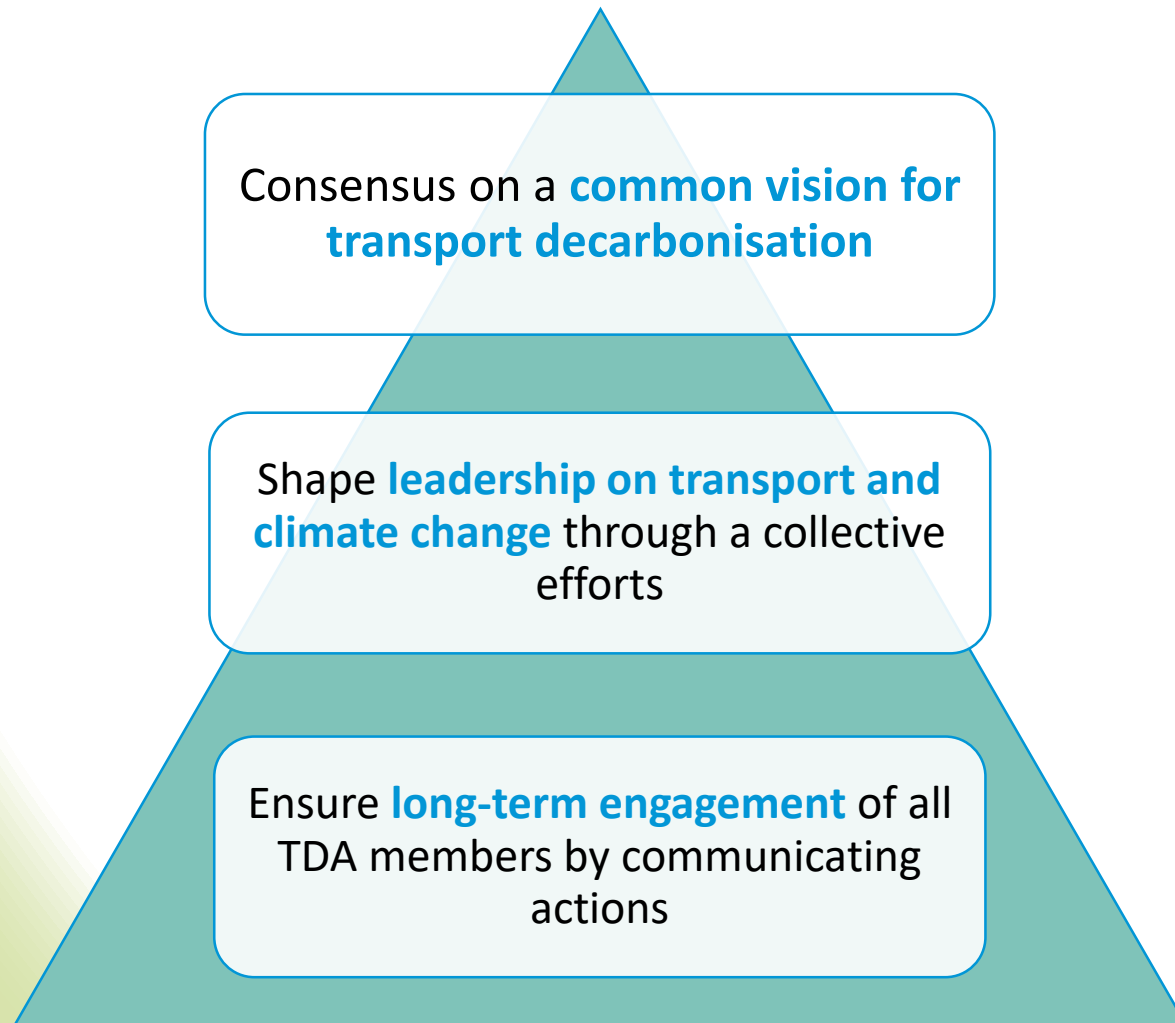 Consensus on a common vision for
transport decarbonisation
Shape leadership on transport and
climate change through a collective
efforts
Ensure long-term engagement of all
TDA members by communicating
actions